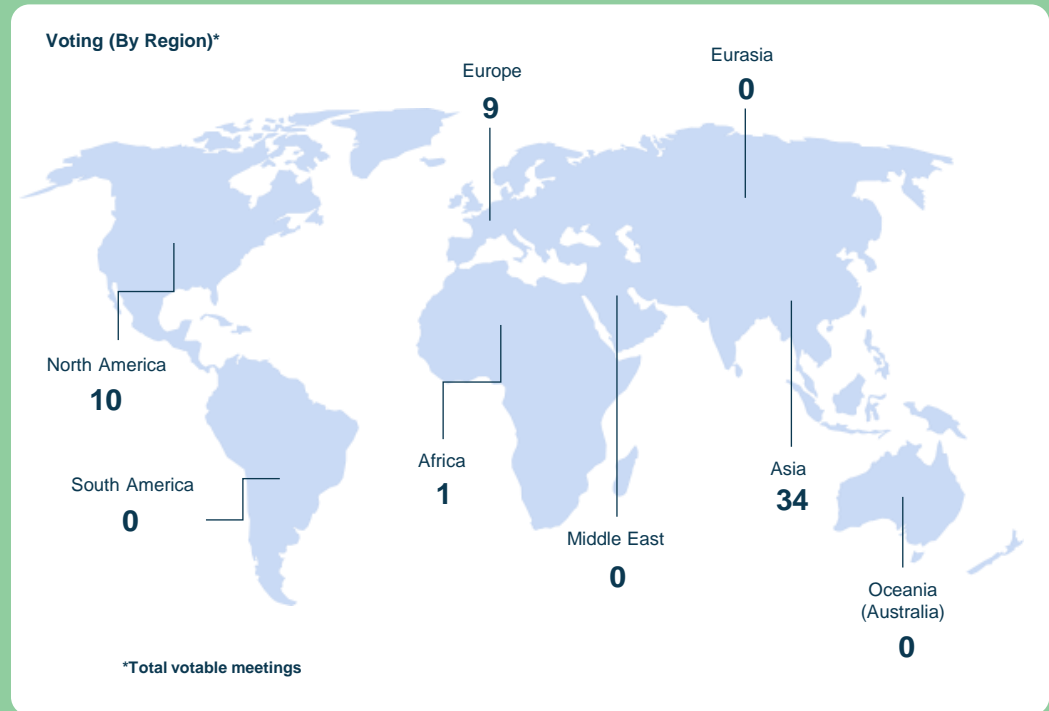 Voting (By Region)*
Eurasia
0
Europe
9
North America
10
South America
0
Africa
1
Middle East
0
Asia
34
Oceania
(Australia)
0
*Total votable meetings